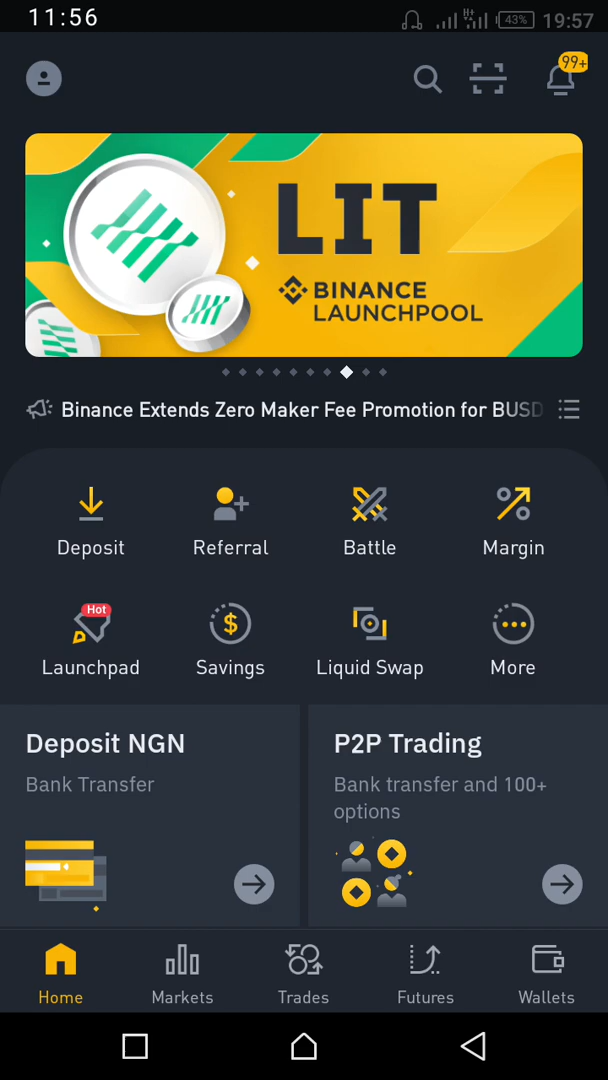 11:56
43% 19:57
99+
LIT
BINANCE
LAUNCHPOOL
Binance Extends Zero Maker Fee Promotion for BUSD
Deposit Referral Battle Margin
Hot
Launchpad Savings Liquid Swap More
Deposit NGN
Bank Transfer
P2P Trading
Bank transfer and 100+
options
Home Markets Trades Futures Wallets